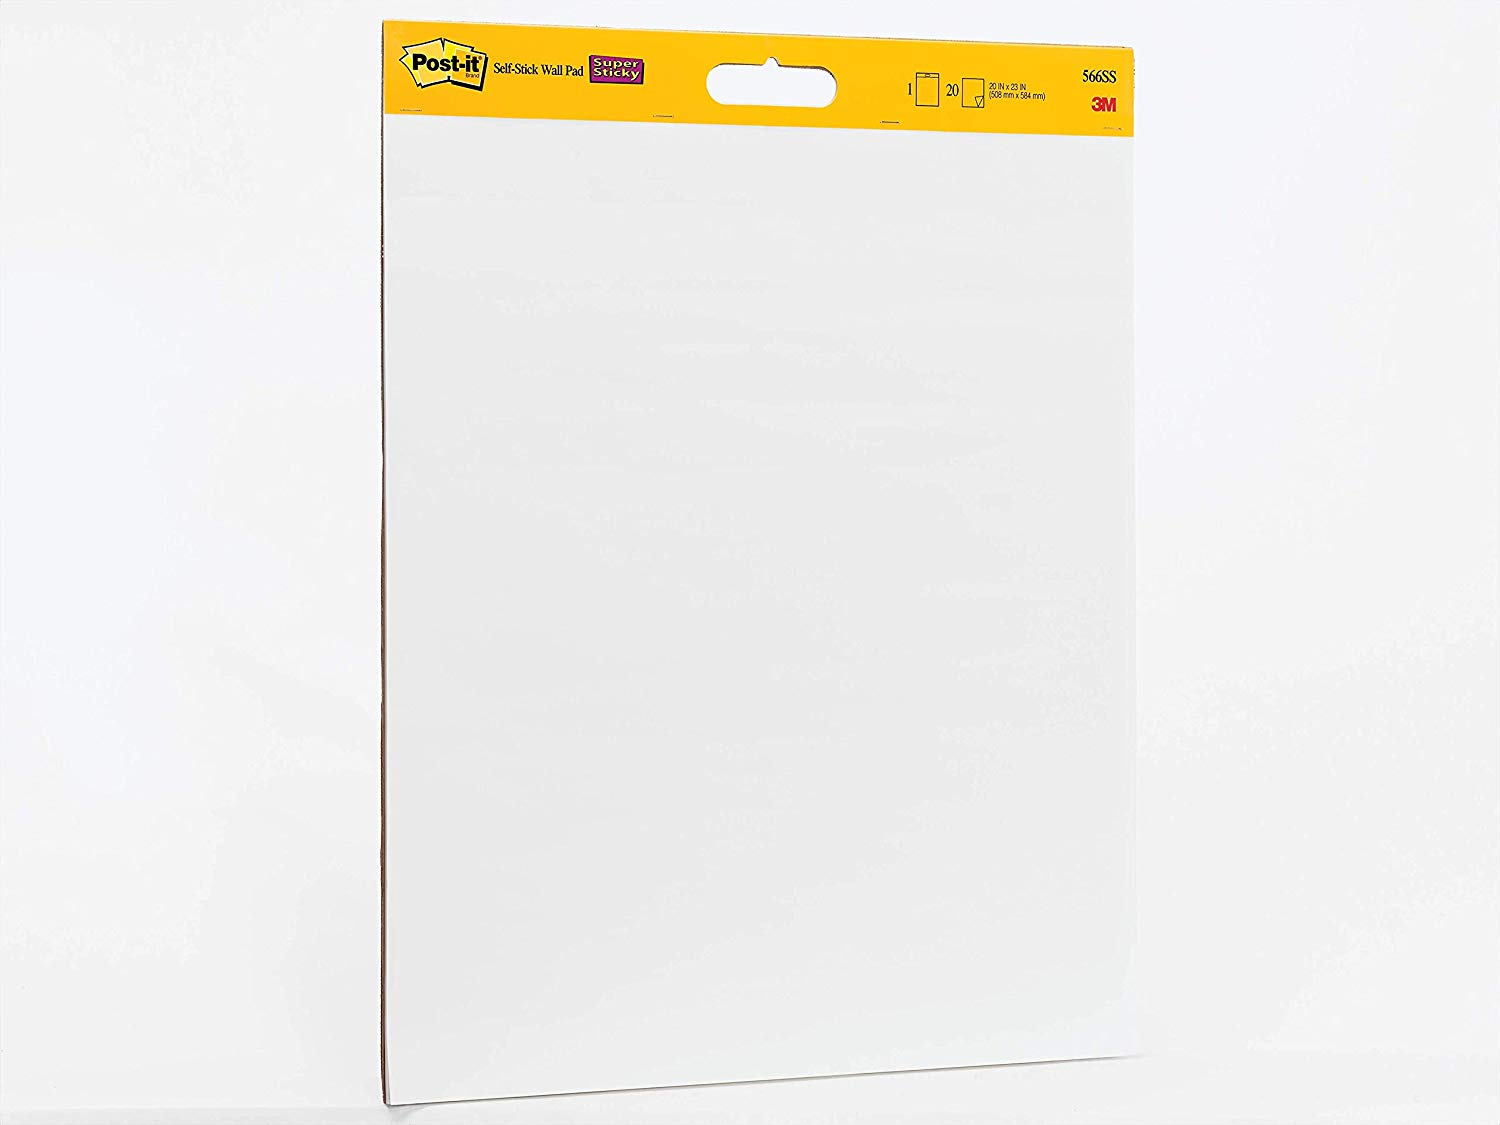 Post-it
Brand
Self-Stick Wall Pad
Super
Sticky
1
20
20 IN x 23 IN
(508 mm x 584 mm)
566SS
3M